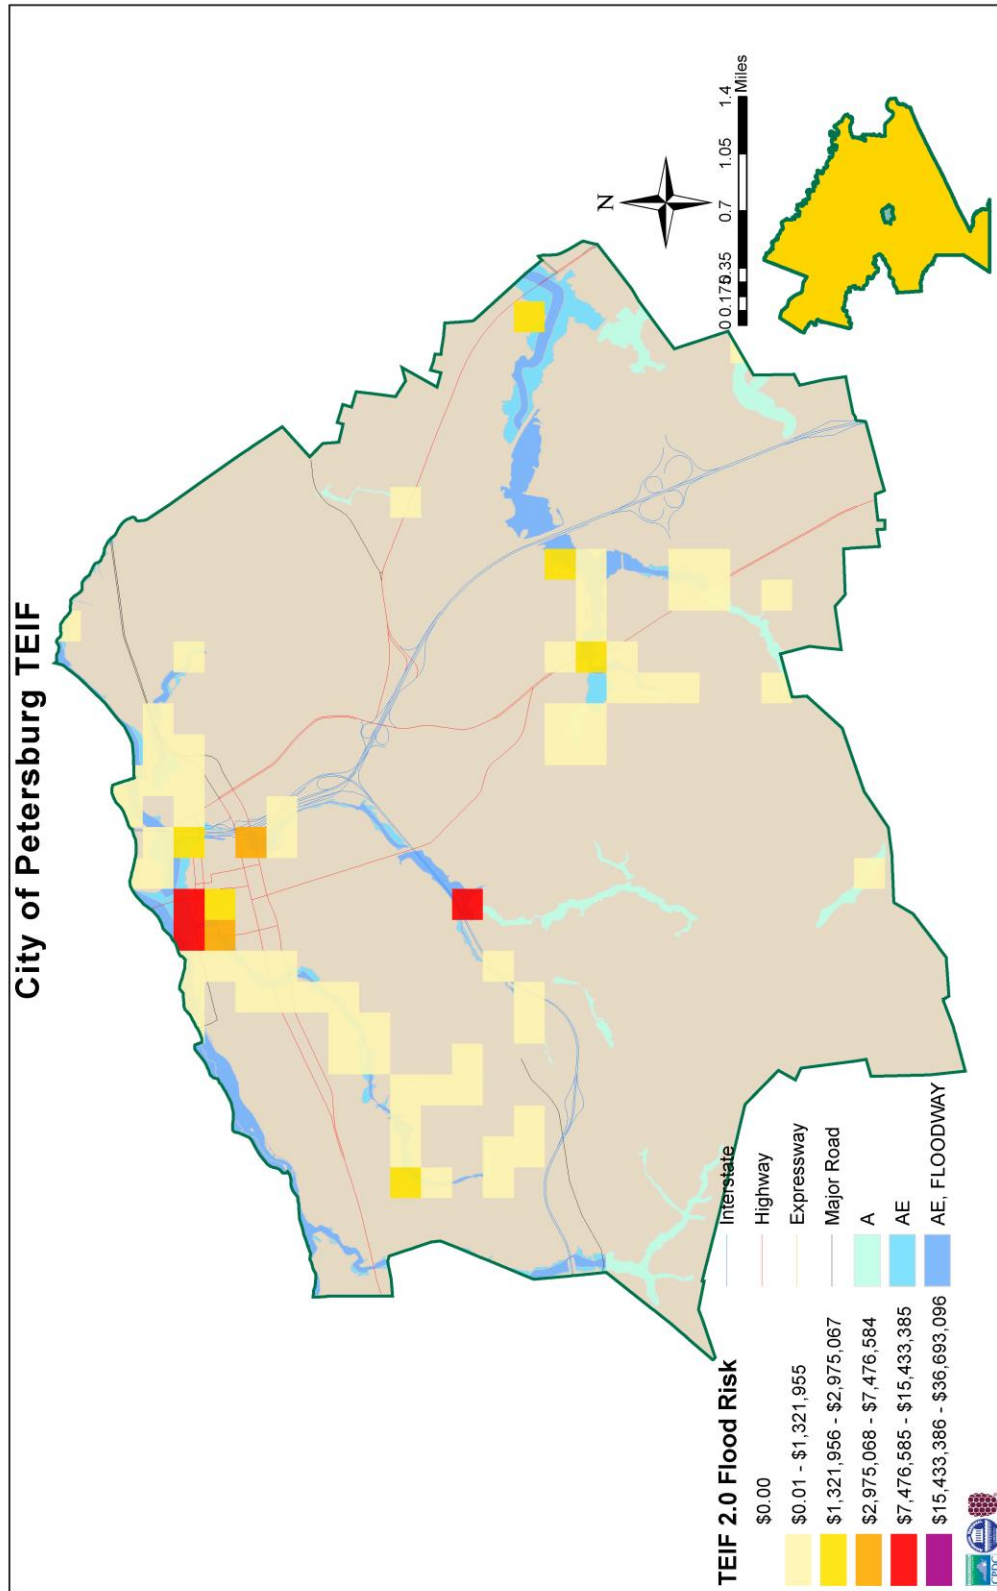 City of Petersburg TEIF
N
0 0.175 0.35 0.7 1.05 1.4
Miles
TEIF 2.0 Flood Risk
$0.00
$0.01 - $1,321,955
$1,321,956 - $2,975,067
$2,975,068 - $7,476,584
$7,476,585 - $15,433,385
$15,433,386 - $36,693,096
Interstate
Highway
Expressway
Major Road
A
AE
AE, FLOODWAY